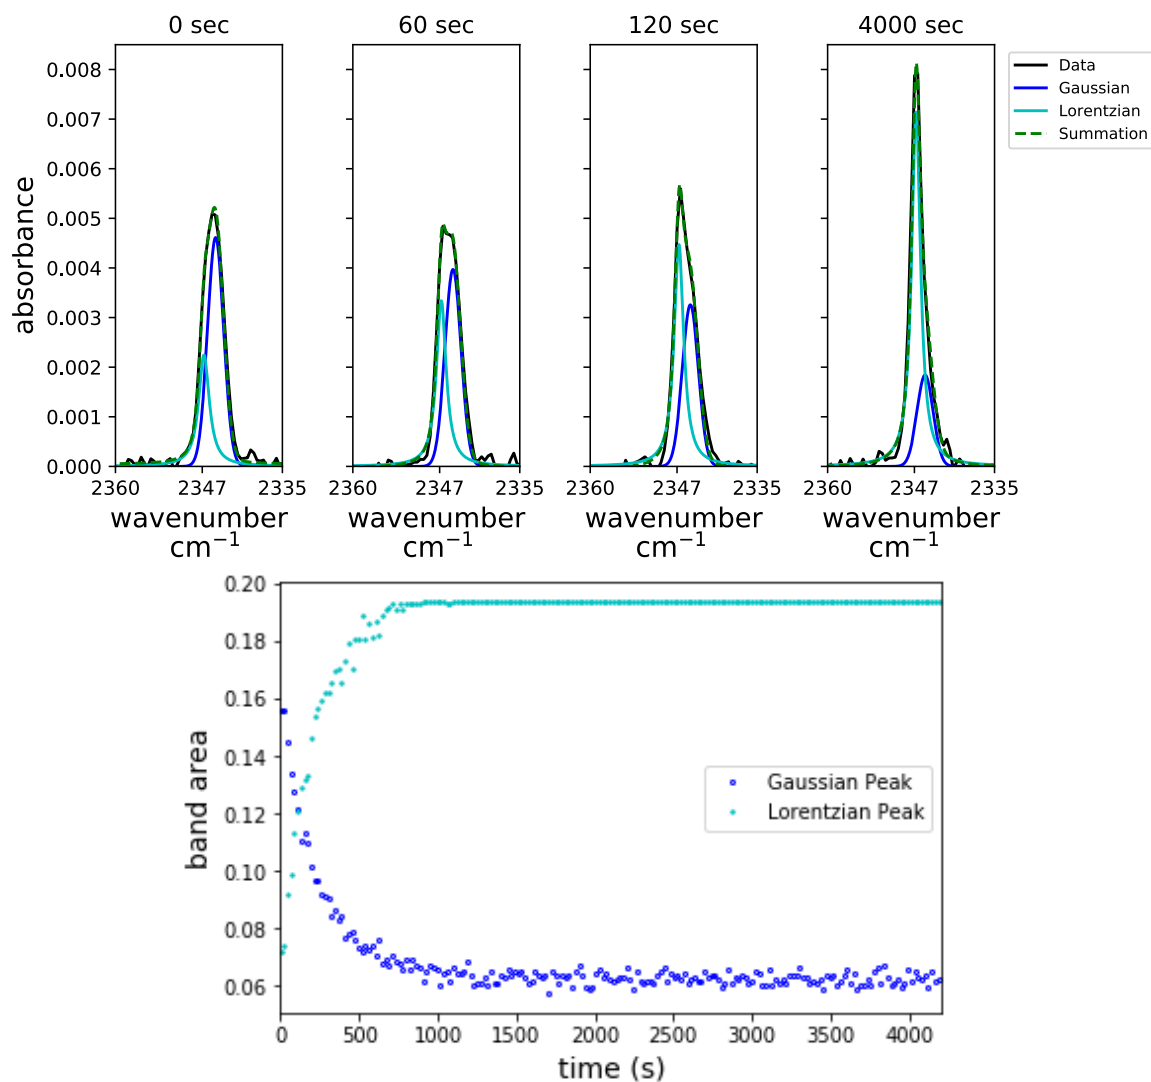 0 sec 60 sec 120 sec 4000 sec
Data
Gaussian
Lorentzian
Summation
absorbance
0.008
0.007
0.006
0.005
0.004
0.003
0.002
0.001
0.000
2360 2347 2335 2360 2347 2335 2360 2347 2335 2360 2347 2335
wavenumber wavenumber wavenumber wavenumber
cm⁻¹ cm⁻¹ cm⁻¹ cm⁻¹
band area
0.20
0.18
0.16
0.14
0.12
0.10
0.08
0.06
Gaussian Peak
Lorentzian Peak
0 500 1000 1500 2000 2500 3000 3500 4000
time (s)